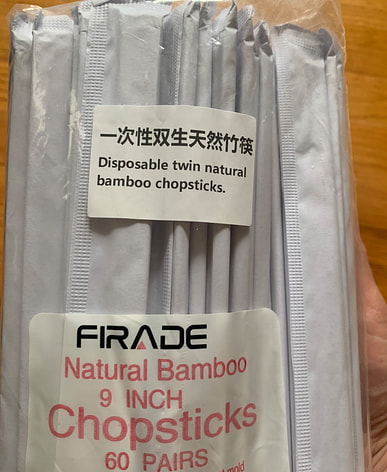 一次性双生天然竹筷
Disposable twin natural
bamboo chopsticks.
FIRADE
Natural Bamboo
9 INCH
Chopsticks
60 PAIRS
mold